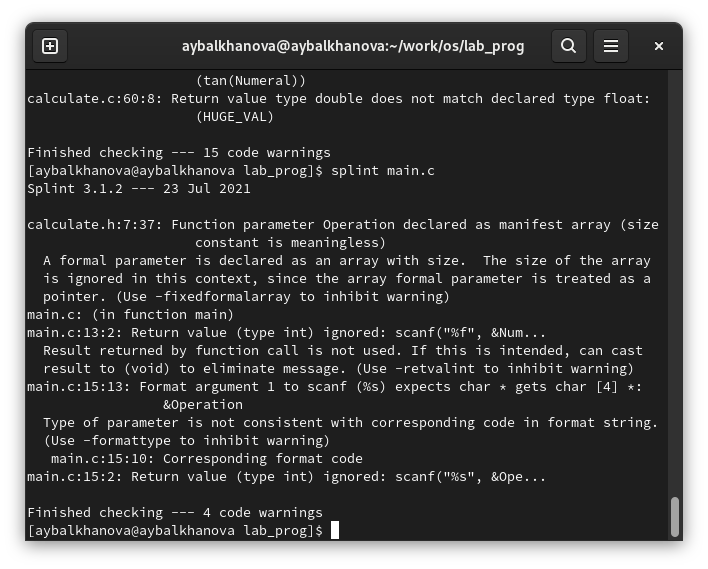 aybalkhanova@aybalkhanova:~/work/os/lab_prog
(tan(Numeral))
calculate.c:60:8: Return value type double does not match declared type float:
(HUGE_VAL)
Finished checking --- 15 code warnings
[aybalkhanova@aybalkhanova lab_prog]$ splint main.c
Splint 3.1.2 --- 23 Jul 2021
calculate.h:7:37: Function parameter Operation declared as manifest array (size
constant is meaningless)
A formal parameter is declared as an array with size.  The size of the array
is ignored in this context, since the array formal parameter is treated as a
pointer. (Use -fixedformalarray to inhibit warning)
main.c: (in function main)
main.c:13:2: Return value (type int) ignored: scanf("%f", &Num...
Result returned by function call is not used. If this is intended, can cast
result to (void) to eliminate message. (Use -retvalint to inhibit warning)
main.c:15:13: Format argument 1 to scanf (%s) expects char * gets char [4] *:
&Operation
Type of parameter is not consistent with corresponding code in format string.
(Use -formattype to inhibit warning)
main.c:15:10: Corresponding format code
main.c:15:2: Return value (type int) ignored: scanf("%s", &Ope...
Finished checking --- 4 code warnings
[aybalkhanova@aybalkhanova lab_prog]$